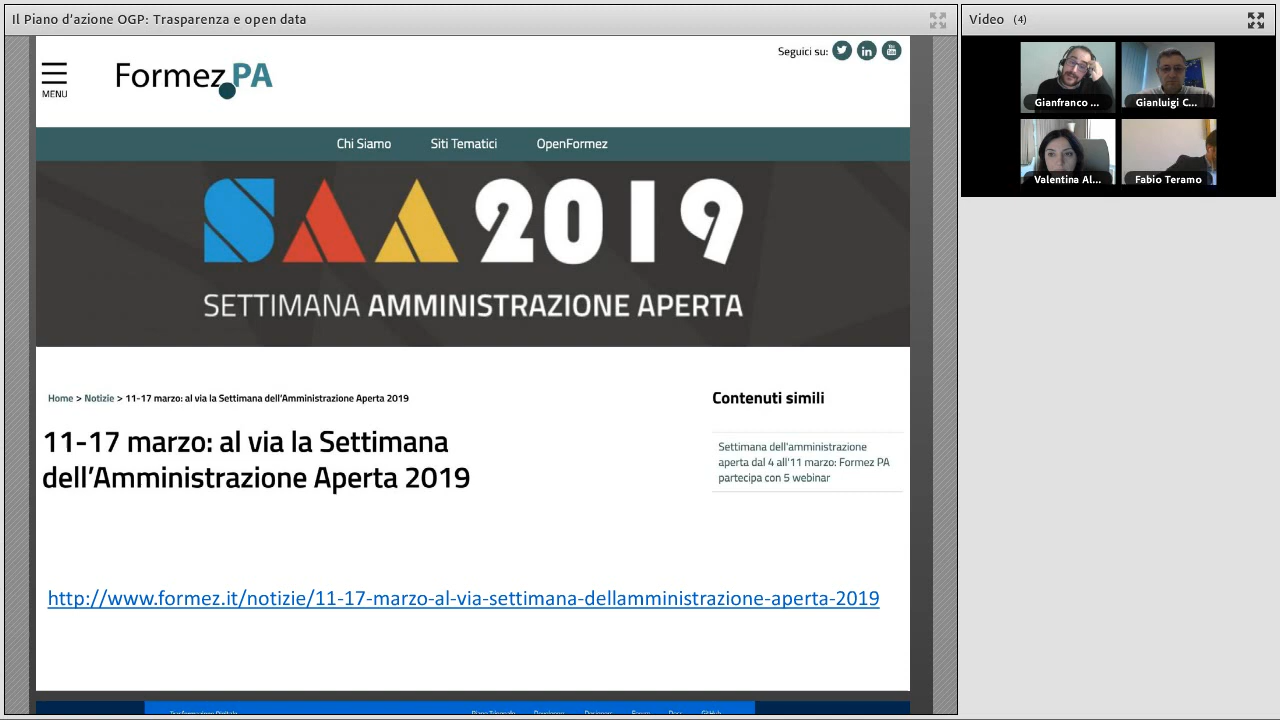 Il Piano d'azione OGP: Trasparenza e open data
Video (4)
Gianfranco ...
Gianluigi C...
Valentina Al...
Fabio Teramo
MENU
Formez PA
Seguici su:
Chi Siamo
Siti Tematici
OpenFormez
SAA 2019
SETTIMANA AMMINISTRAZIONE APERTA
Home > Notizie > 11-17 marzo: al via la Settimana dell'Amministrazione Aperta 2019
11-17 marzo: al via la Settimana
dell'Amministrazione Aperta 2019
Contenuti simili
Settimana dell'amministrazione
aperta dal 4 all'11 marzo: Formez PA
partecipa con 5 webinar
http://www.formez.it/notizie/11-17-marzo-al-via-settimana-dellamministrazione-aperta-2019